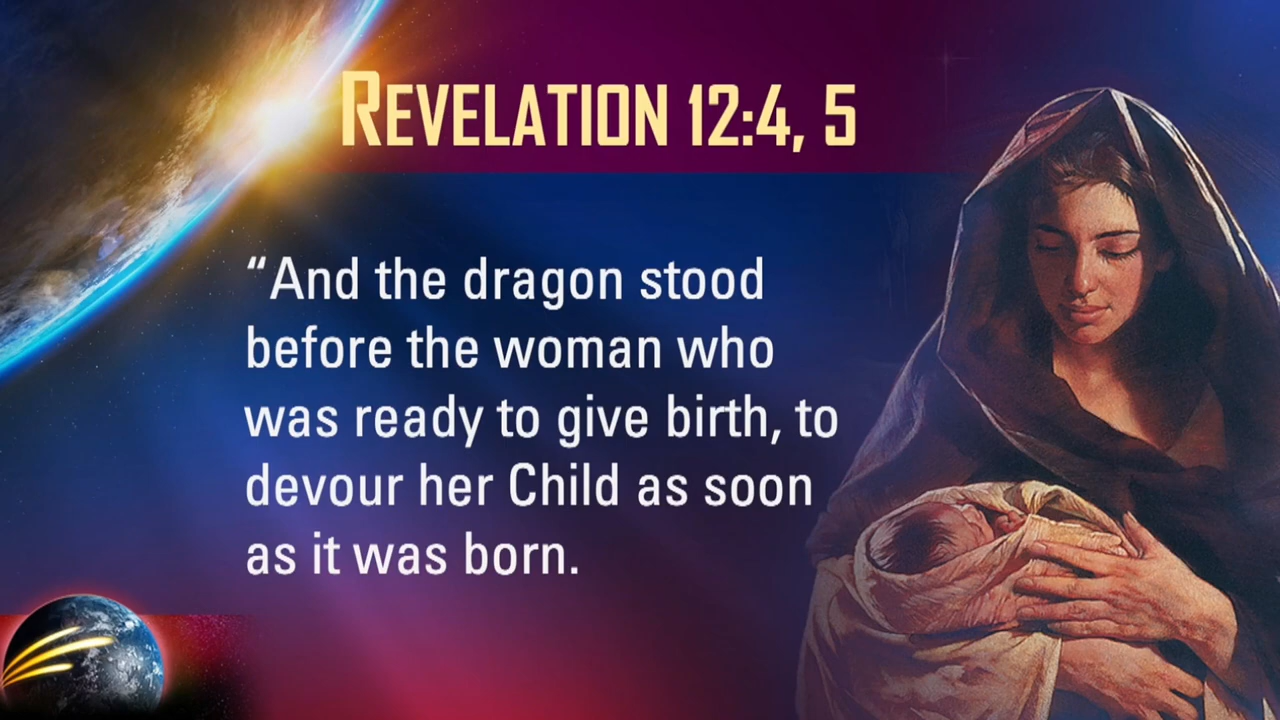 REVELATION 12:4, 5
“And the dragon stood
before the woman who
was ready to give birth, to
devour her Child as soon
as it was born.